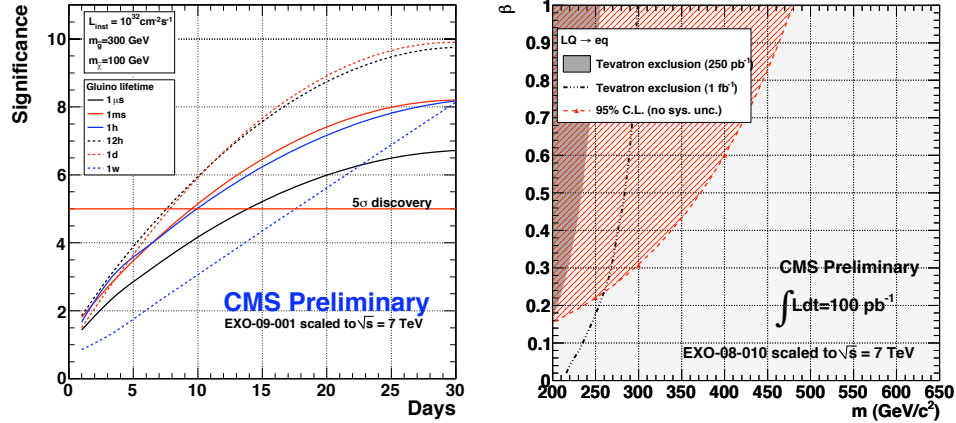 Significance
10
8
6
4
2
0
L inst = 10^32 cm^-2 s^-1
m g̃=300 GeV
m χ̃=100 GeV
Gluino lifetime
1 μs
1ms
1h
12h
1d
1w
5σ discovery
CMS Preliminary
EXO-09-001 scaled to √s = 7 TeV
0 5 10 15 20 25 30
Days
β
1
0.9
0.8
0.7
0.6
0.5
0.4
0.3
0.2
0.1
0
LQ → eq
Tevatron exclusion (250 pb^-1)
Tevatron exclusion (1 fb^-1)
95% C.L. (no sys. unc.)
CMS Preliminary
∫Ldt=100 pb^-1
EXO-08-010 scaled to √s = 7 TeV
200 250 300 350 400 450 500 550 600 650
m (GeV/c^2)